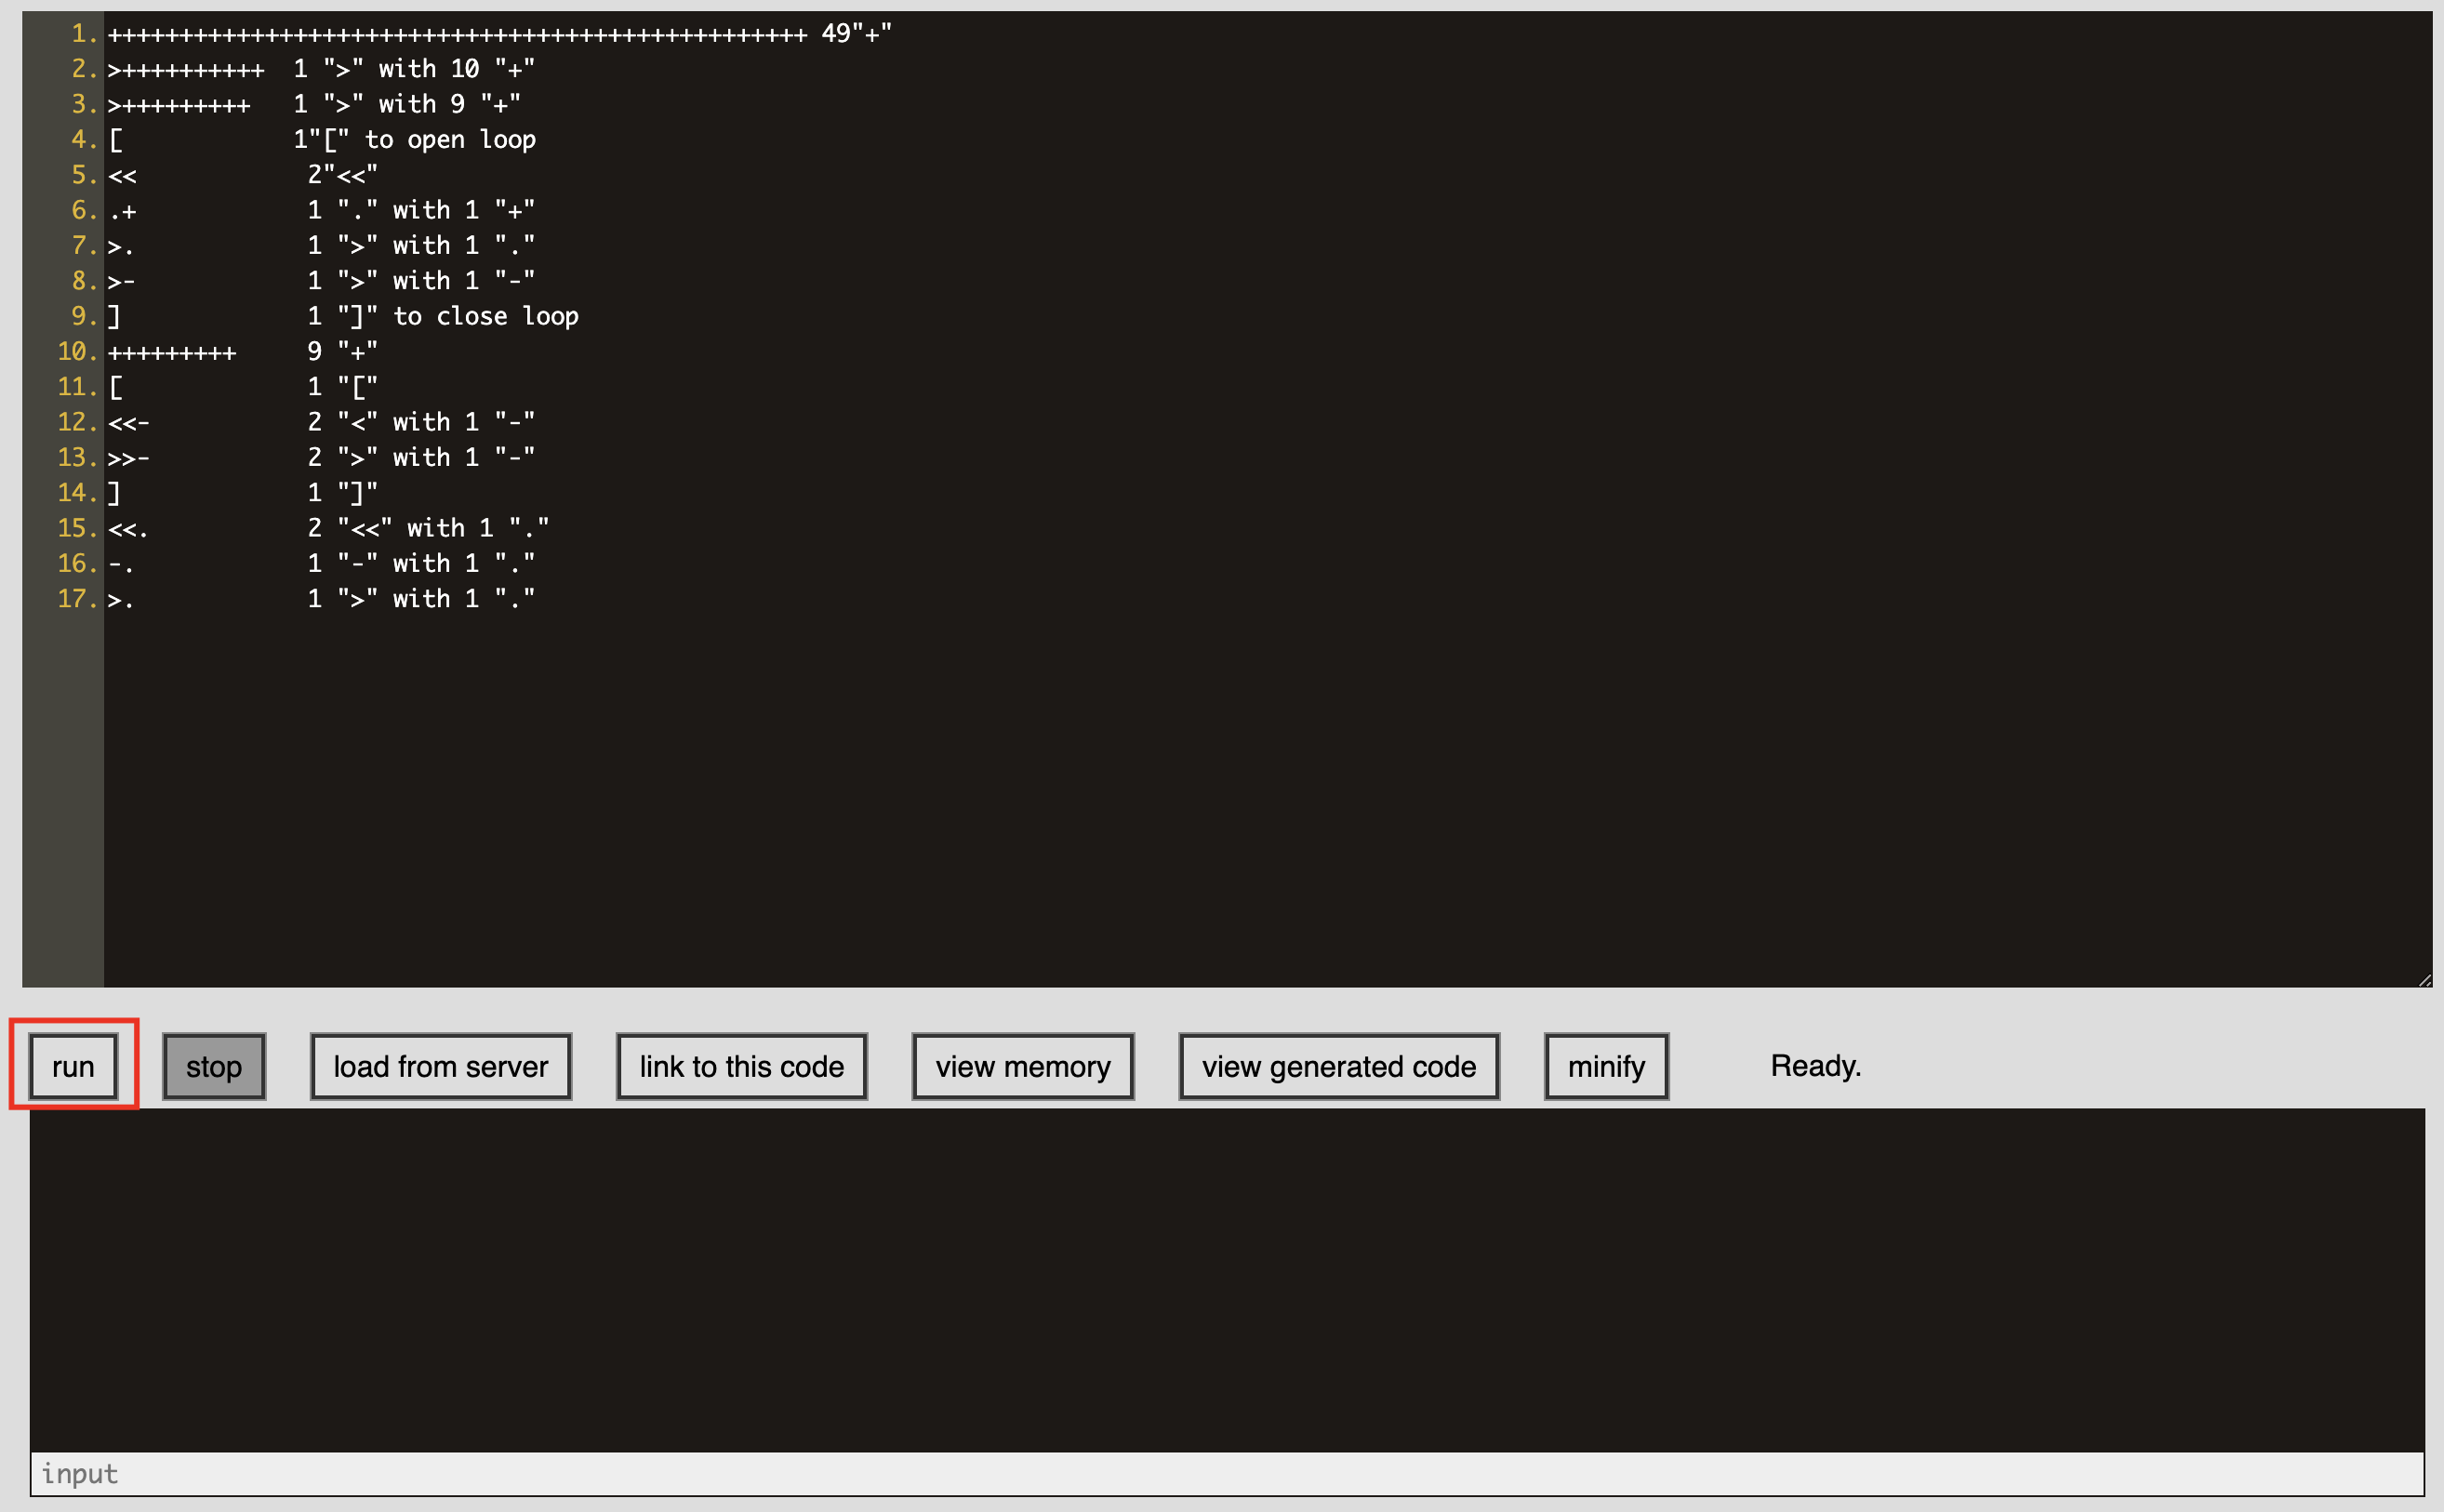 1. +++++++++++++++++++++++++++++++++++++++++++++++++ 49"+"
2. >++++++++++  1 ">" with 10 "+"
3. >+++++++++   1 ">" with 9 "+"
4. [            1"[" to open loop
5. <<            2"<<"
6. .+            1 "." with 1 "+"
7. >.            1 ">" with 1 "."
8. >-            1 ">" with 1 "-"
9. ]             1 "]" to close loop
10. +++++++++     9 "+"
11. [             1 "["
12. <<-           2 "<" with 1 "-"
13. >>-           2 ">" with 1 "-"
14. ]             1 "]"
15. <<.           2 "<<" with 1 "."
16. -.            1 "-" with 1 "."
17. >.            1 ">" with 1 "."
run stop load from server link to this code view memory view generated code minify Ready.
input